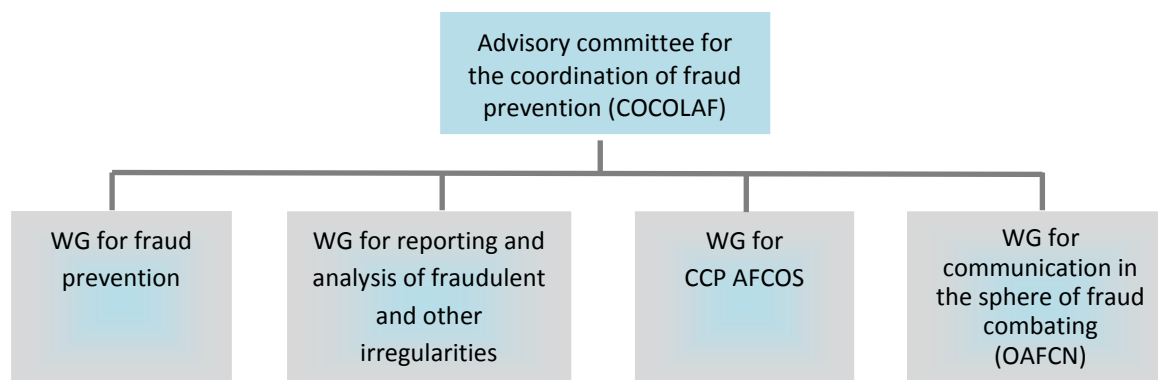 Advisory committee for
the coordination of fraud
prevention (COCOLAF)
WG for fraud
prevention
WG for reporting and
analysis of fraudulent
and other
irregularities
WG for
CCP AFCOS
WG for
communication in
the sphere of fraud
combating
(OAFCN)